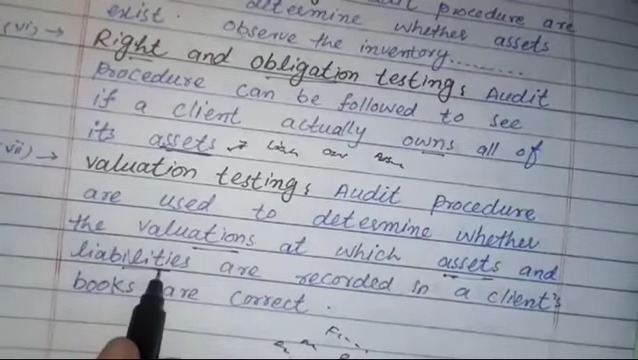 Audit Procedure are
exist. determine whether assets
observe the inventory........
(vi) → Right and obligation testing: Audit
Procedure can be followed to see
if a client actually owns all of
its assets
(vii) → valuation testing: Audit Procedure
are used to determine whether
the valuations at which assets and
liabilities are recorded in a client's
books are correct.